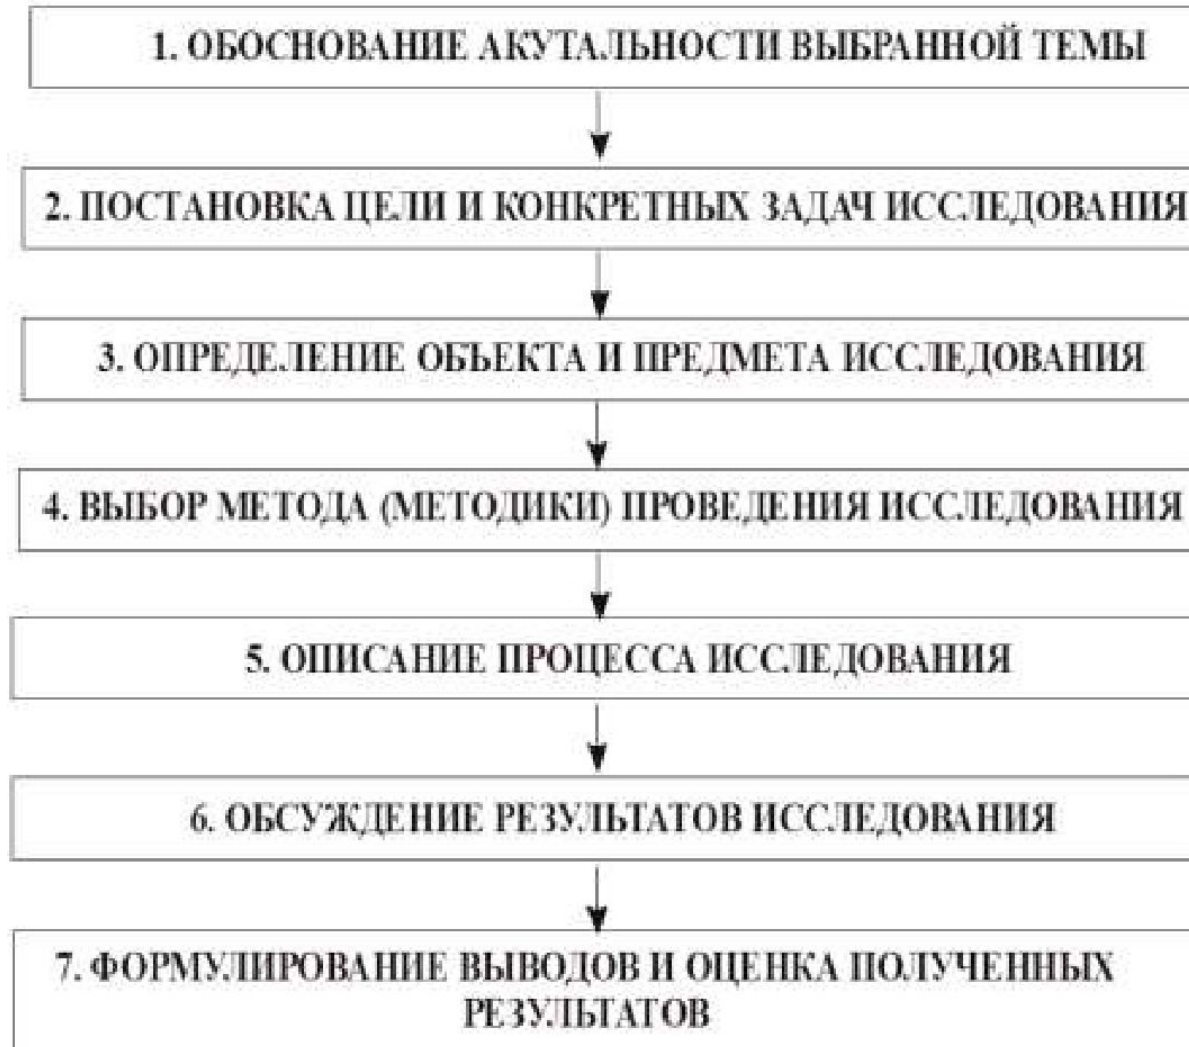 1. ОБОСНОВАНИЕ АКУТАЛЬНОСТИ ВЫБРАННОЙ ТЕМЫ
2. ПОСТАНОВКА ЦЕЛИ И КОНКРЕТНЫХ ЗАДАЧ ИССЛЕДОВАНИЯ
3. ОПРЕДЕЛЕНИЕ ОБЪЕКТА И ПРЕДМЕТА ИССЛЕДОВАНИЯ
4. ВЫБОР МЕТОДА (МЕТОДИКИ) ПРОВЕДЕНИЯ ИССЛЕДОВАНИЯ
5. ОПИСАНИЕ ПРОЦЕССА ИССЛЕДОВАНИЯ
6. ОБСУЖДЕНИЕ РЕЗУЛЬТАТОВ ИССЛЕДОВАНИЯ
7. ФОРМУЛИРОВАНИЕ ВЫВОДОВ И ОЦЕНКА ПОЛУЧЕННЫХ
РЕЗУЛЬТАТОВ